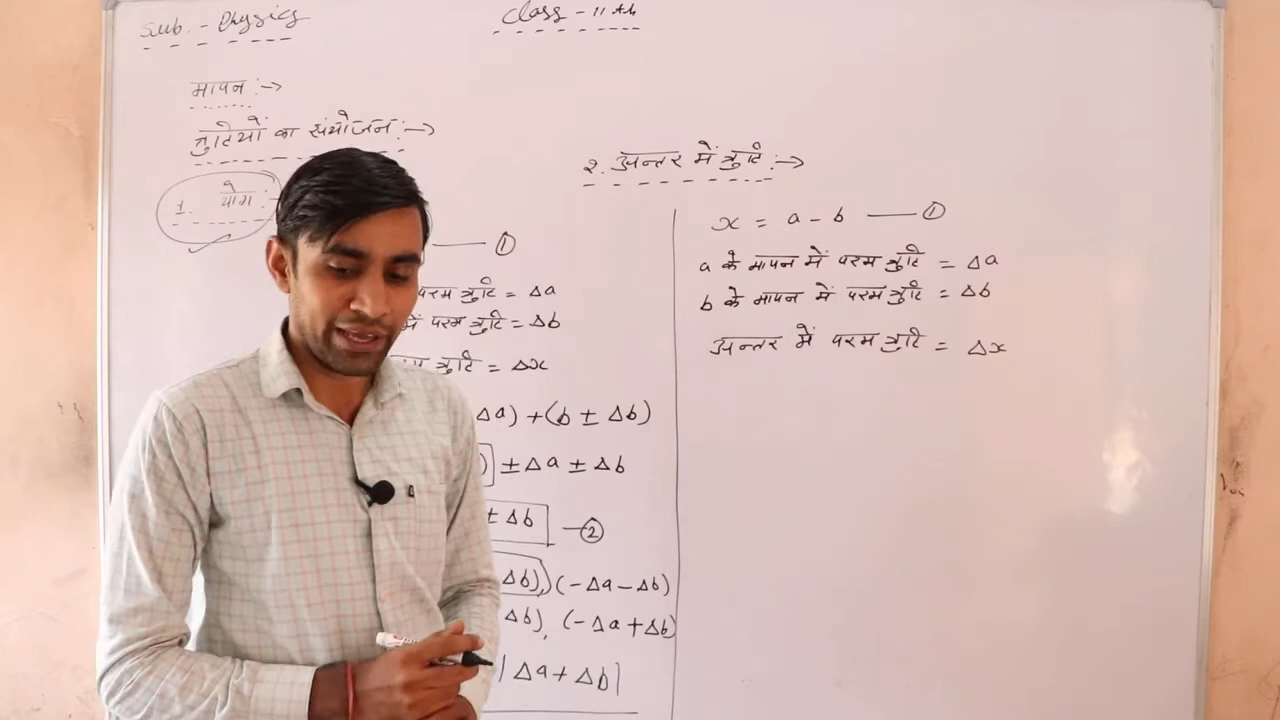 Sub. - Physics
Class - 11th
मापन :→
त्रुटियों का संयोजन :→
1. योग :-
——— ①
परम त्रुटि = Δa
में परम त्रुटि = Δb
त्रुटि = Δx
Δa) + (b ± Δb)
) ± Δa ± Δb
± Δb —②
Δb), (-Δa - Δb)
Δb), (-Δa + Δb)
|Δa + Δb|
२. अन्तर में त्रुटि :→
x = a - b ——— ①
a के मापन में परम त्रुटि = Δa
b के मापन में परम त्रुटि = Δb
अन्तर में परम त्रुटि = Δx